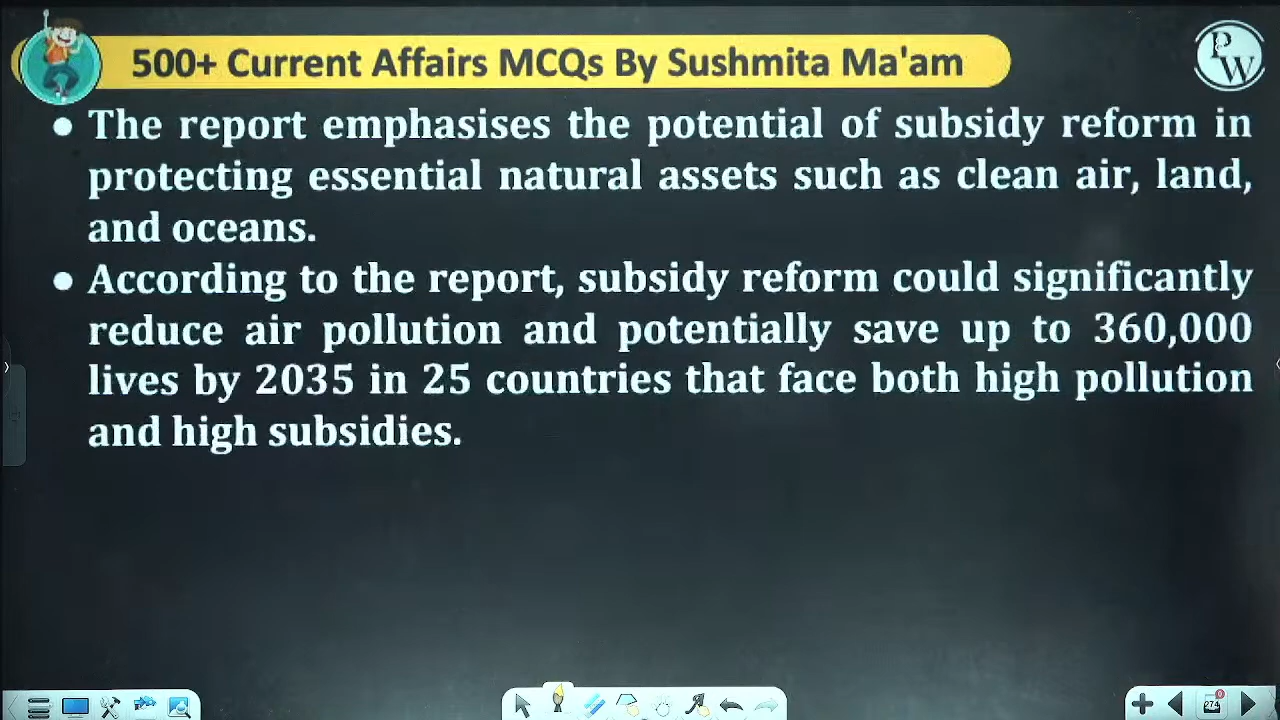 500+ Current Affairs MCQs By Sushmita Ma'am
PW
• The report emphasises the potential of subsidy reform in
protecting essential natural assets such as clean air, land,
and oceans.
• According to the report, subsidy reform could significantly
reduce air pollution and potentially save up to 360,000
lives by 2035 in 25 countries that face both high pollution
and high subsidies.
274
0